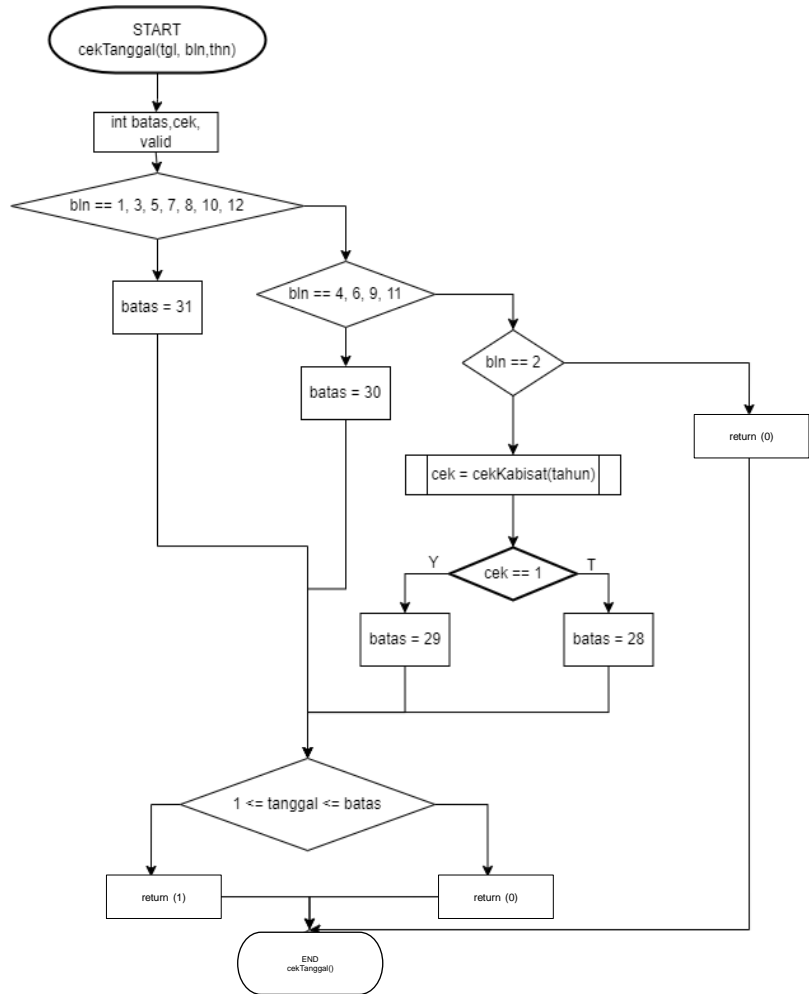 START
cekTanggal(tgl, bln,thn)
int batas,cek,
valid
bln == 1, 3, 5, 7, 8, 10, 12
batas = 31
bln == 4, 6, 9, 11
batas = 30
bln == 2
return (0)
cek = cekKabisat(tahun)
Y
cek == 1
T
batas = 29
batas = 28
1 <= tanggal <= batas
return (1)
return (0)
END
cekTanggal()